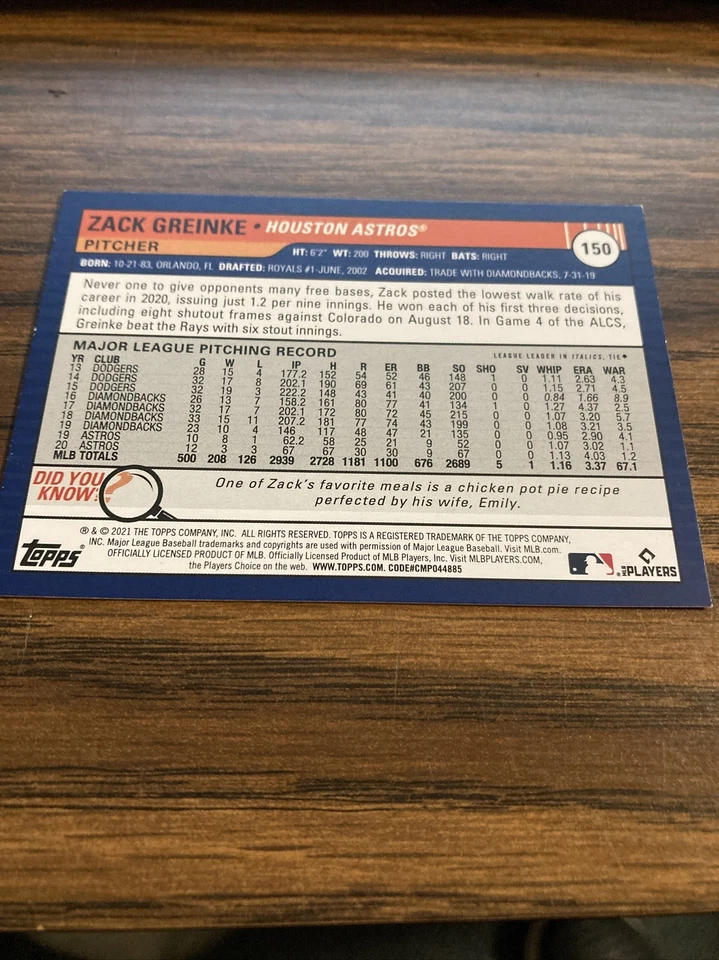 ZACK GREINKE • HOUSTON ASTROS®
150
PITCHER
HT: 6'2" WT: 200 THROWS: RIGHT BATS: RIGHT
BORN: 10-21-83, ORLANDO, FL DRAFTED: ROYALS #1-JUNE, 2002 ACQUIRED: TRADE WITH DIAMONDBACKS, 7-31-19
Never one to give opponents many free bases, Zack posted the lowest walk rate of his
career in 2020, issuing just 1.2 per nine innings. He won each of his first three decisions,
including eight shutout frames against Colorado on August 18. In Game 4 of the ALCS,
Greinke beat the Rays with six stout innings.
MAJOR LEAGUE PITCHING RECORD
LEAGUE LEADER IN ITALICS, TIE♦
YR CLUB G W L IP H R ER BB SO SHO SV WHIP ERA WAR
13 DODGERS 28 15 4 177.2 152 54 52 46 148 1 0 1.11 2.63 4.3
14 DODGERS 32 17 8 202.1 190 69 61 43 207 0 0 1.15 2.71 4.5
15 DODGERS 32 19 3 222.2 148 43 41 40 200 0 0 0.84 1.66 8.9
16 DIAMONDBACKS 26 13 7 158.2 161 80 77 41 134 1 0 1.27 4.37 2.5
17 DIAMONDBACKS 32 17 7 202.1 172 80 72 45 215 0 0 1.07 3.20 5.7
18 DIAMONDBACKS 33 15 11 207.2 181 77 74 43 199 0 0 1.08 3.21 3.5
19 DIAMONDBACKS 23 10 4 146 117 48 47 21 135 0 0 0.95 2.90 4.1
19 ASTROS 10 8 1 62.2 58 25 21 9 52 0 0 1.07 3.02 1.1
20 ASTROS 12 3 3 67 67 30 30 9 67 0 0 1.13 4.03 1.2
MLB TOTALS 500 208 126 2939 2728 1181 1100 676 2689 5 1 1.16 3.37 67.1
DID YOU
KNOW?
One of Zack's favorite meals is a chicken pot pie recipe
perfected by his wife, Emily.
topps®
® & © 2021 THE TOPPS COMPANY, INC. ALL RIGHTS RESERVED. TOPPS IS A REGISTERED TRADEMARK OF THE TOPPS COMPANY,
INC. Major League Baseball trademarks and copyrights are used with permission of Major League Baseball. Visit MLB.com.
OFFICIALLY LICENSED PRODUCT OF MLB. Officially Licensed Product of MLB Players, Inc. Visit MLBPLAYERS.COM,
the Players Choice on the web. WWW.TOPPS.COM. CODE#CMP044885
MLB PLAYERS